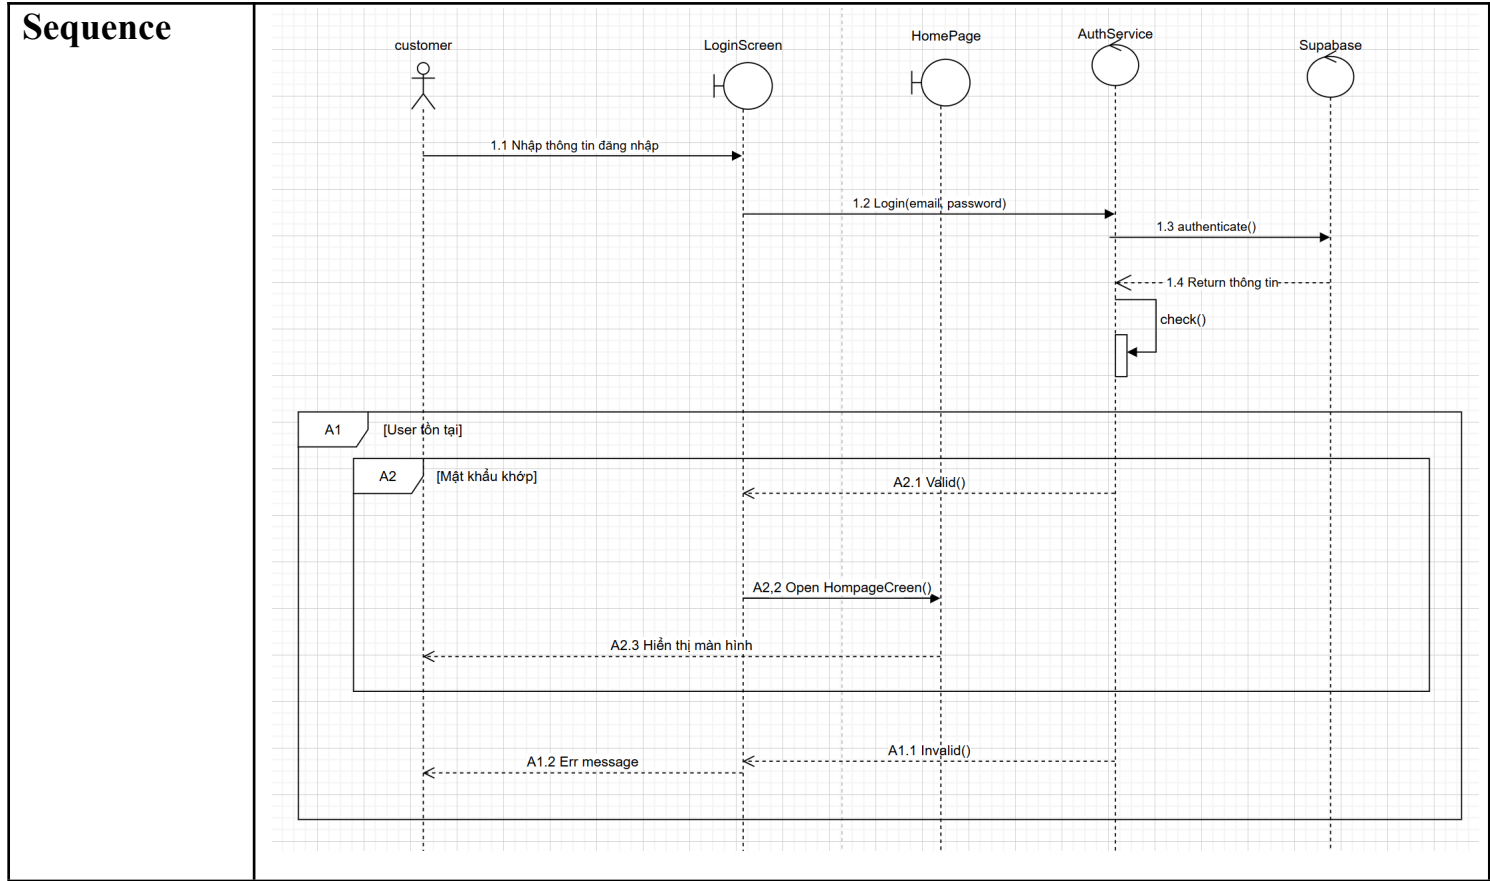 Sequence
customer
LoginScreen
HomePage
AuthService
Supabase
1.1 Nhập thông tin đăng nhập
1.2 Login(email, password)
1.3 authenticate()
1.4 Return thông tin
check()
A1
[User tồn tại]
A2
[Mật khẩu khớp]
A2.1 Valid()
A2,2 Open HompageCreen()
A2.3 Hiển thị màn hình
A1.1 Invalid()
A1.2 Err message